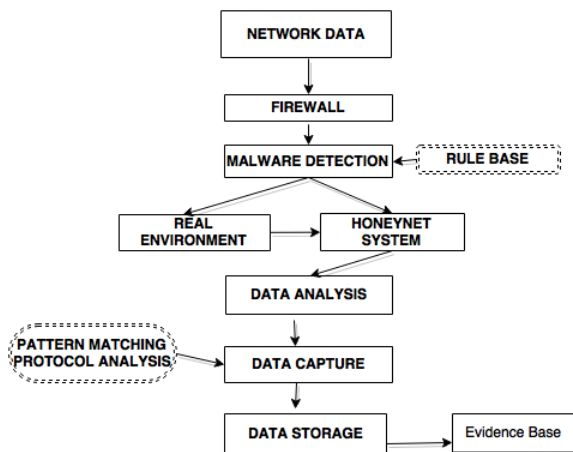 NETWORK DATA
FIREWALL
MALWARE DETECTION
RULE BASE
REAL
ENVIRONMENT
HONEYNET
SYSTEM
DATA ANALYSIS
PATTERN MATCHING
PROTOCOL ANALYSIS
DATA CAPTURE
DATA STORAGE
Evidence Base